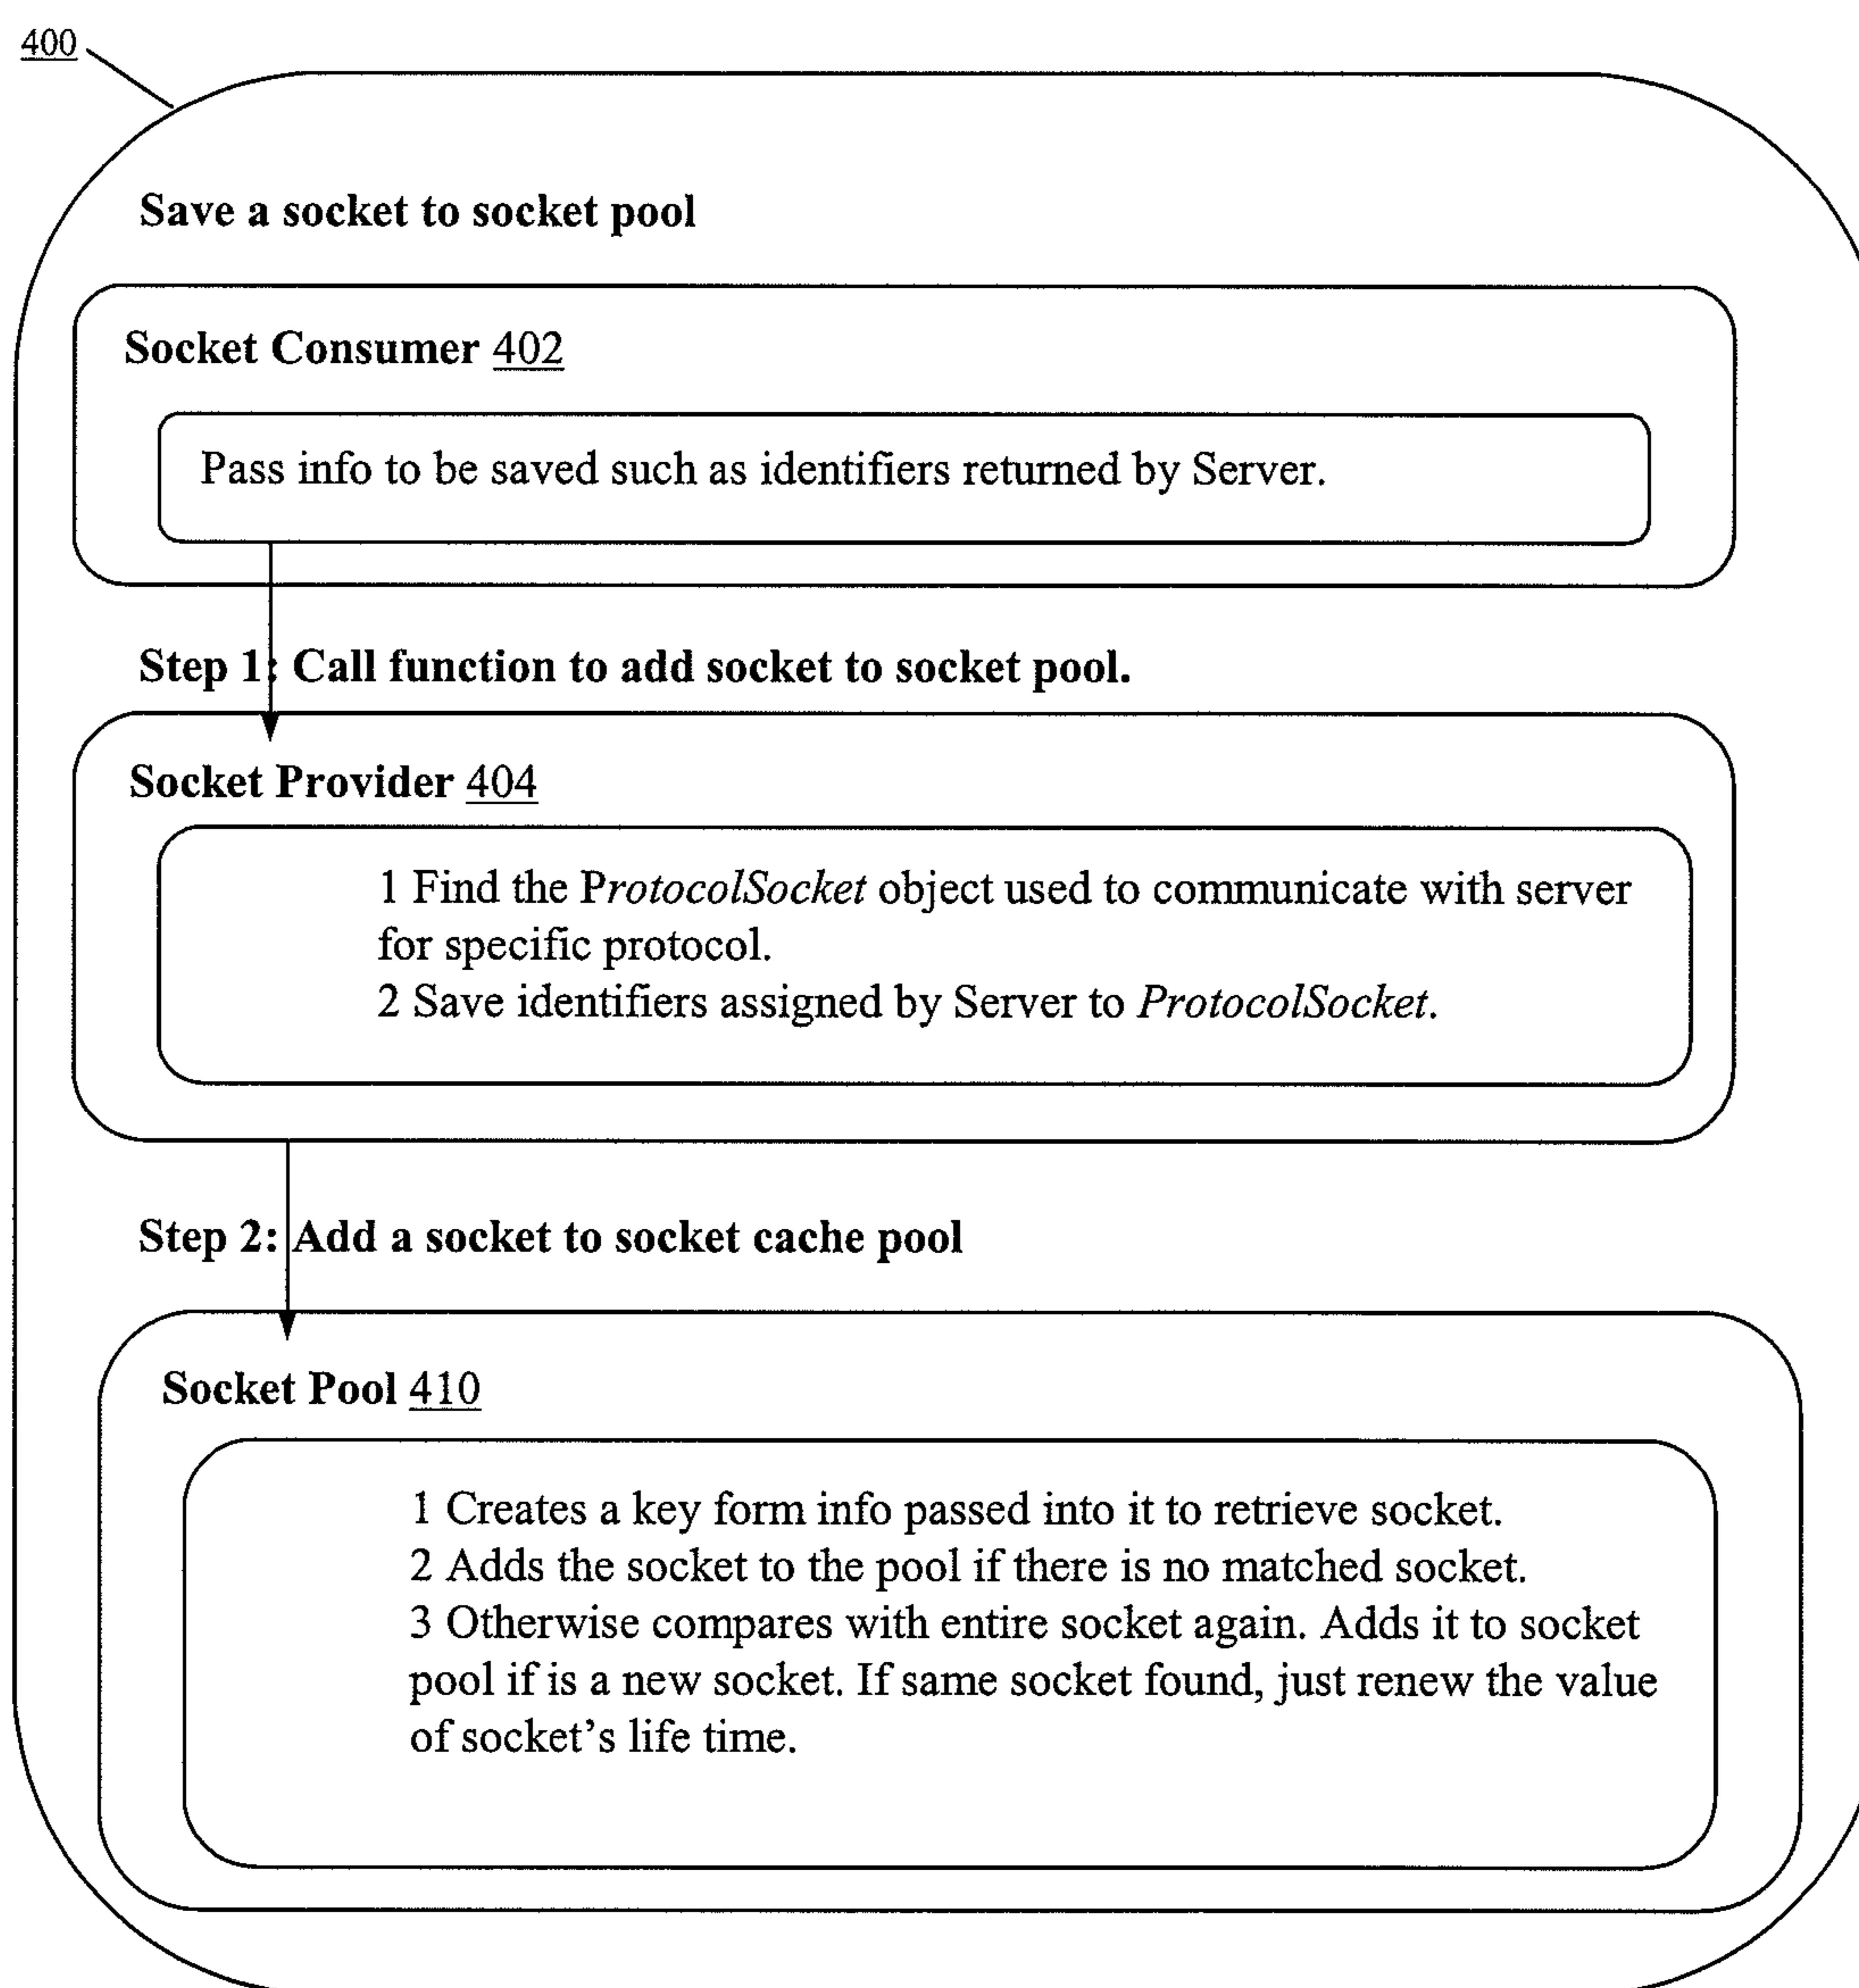 400
Save a socket to socket pool
Socket Consumer 402
Pass info to be saved such as identifiers returned by Server.
Step 1: Call function to add socket to socket pool.
Socket Provider 404
1 Find the ProtocolSocket object used to communicate with server
for specific protocol.
2 Save identifiers assigned by Server to ProtocolSocket.
Step 2: Add a socket to socket cache pool
Socket Pool 410
1 Creates a key form info passed into it to retrieve socket.
2 Adds the socket to the pool if there is no matched socket.
3 Otherwise compares with entire socket again. Adds it to socket
pool if is a new socket. If same socket found, just renew the value
of socket's life time.